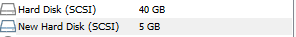 Hard Disk (SCSI) 40 GB
New Hard Disk (SCSI) 5 GB